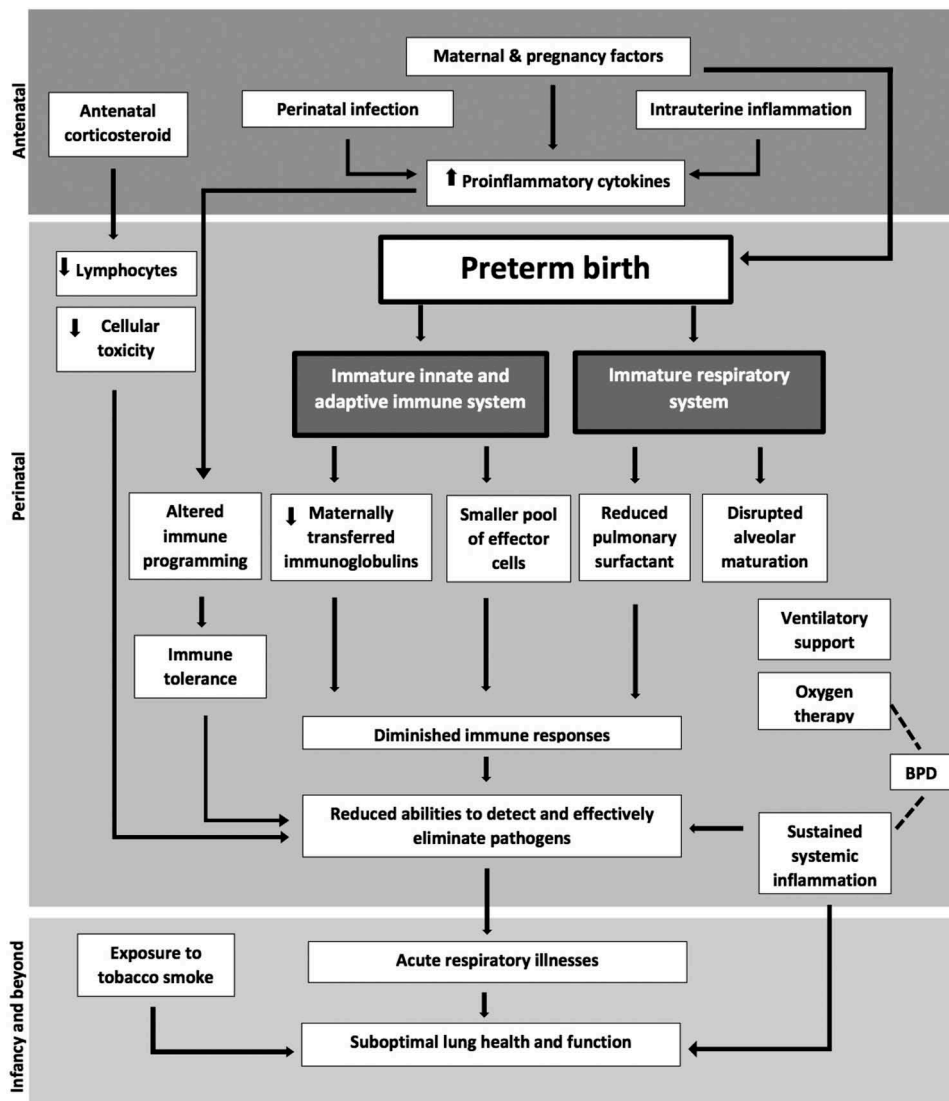 Antenatal
Maternal & pregnancy factors
Antenatal
corticosteroid
Perinatal infection
Intrauterine inflammation
⬆ Proinflammatory cytokines
Perinatal
⬇ Lymphocytes
Preterm birth
⬇ Cellular
toxicity
Immature innate and
adaptive immune system
Immature respiratory
system
Altered
immune
programming
⬇ Maternally
transferred
immunoglobulins
Smaller pool
of effector
cells
Reduced
pulmonary
surfactant
Disrupted
alveolar
maturation
Ventilatory
support
Immune
tolerance
Oxygen
therapy
Diminished immune responses
BPD
Reduced abilities to detect and effectively
eliminate pathogens
Sustained
systemic
inflammation
Infancy and beyond
Exposure to
tobacco smoke
Acute respiratory illnesses
Suboptimal lung health and function